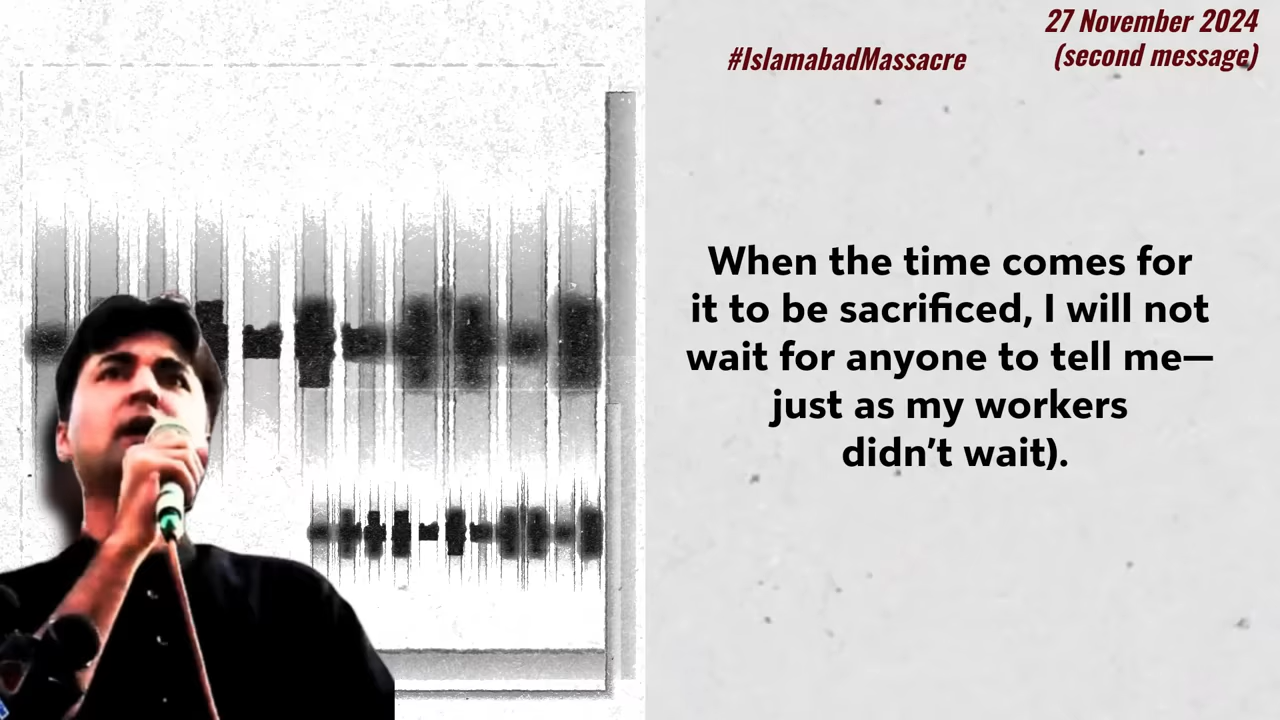 27 November 2024
(second message)
#IslamabadMassacre
When the time comes for
it to be sacrificed, I will not
wait for anyone to tell me—
just as my workers
didn’t wait).